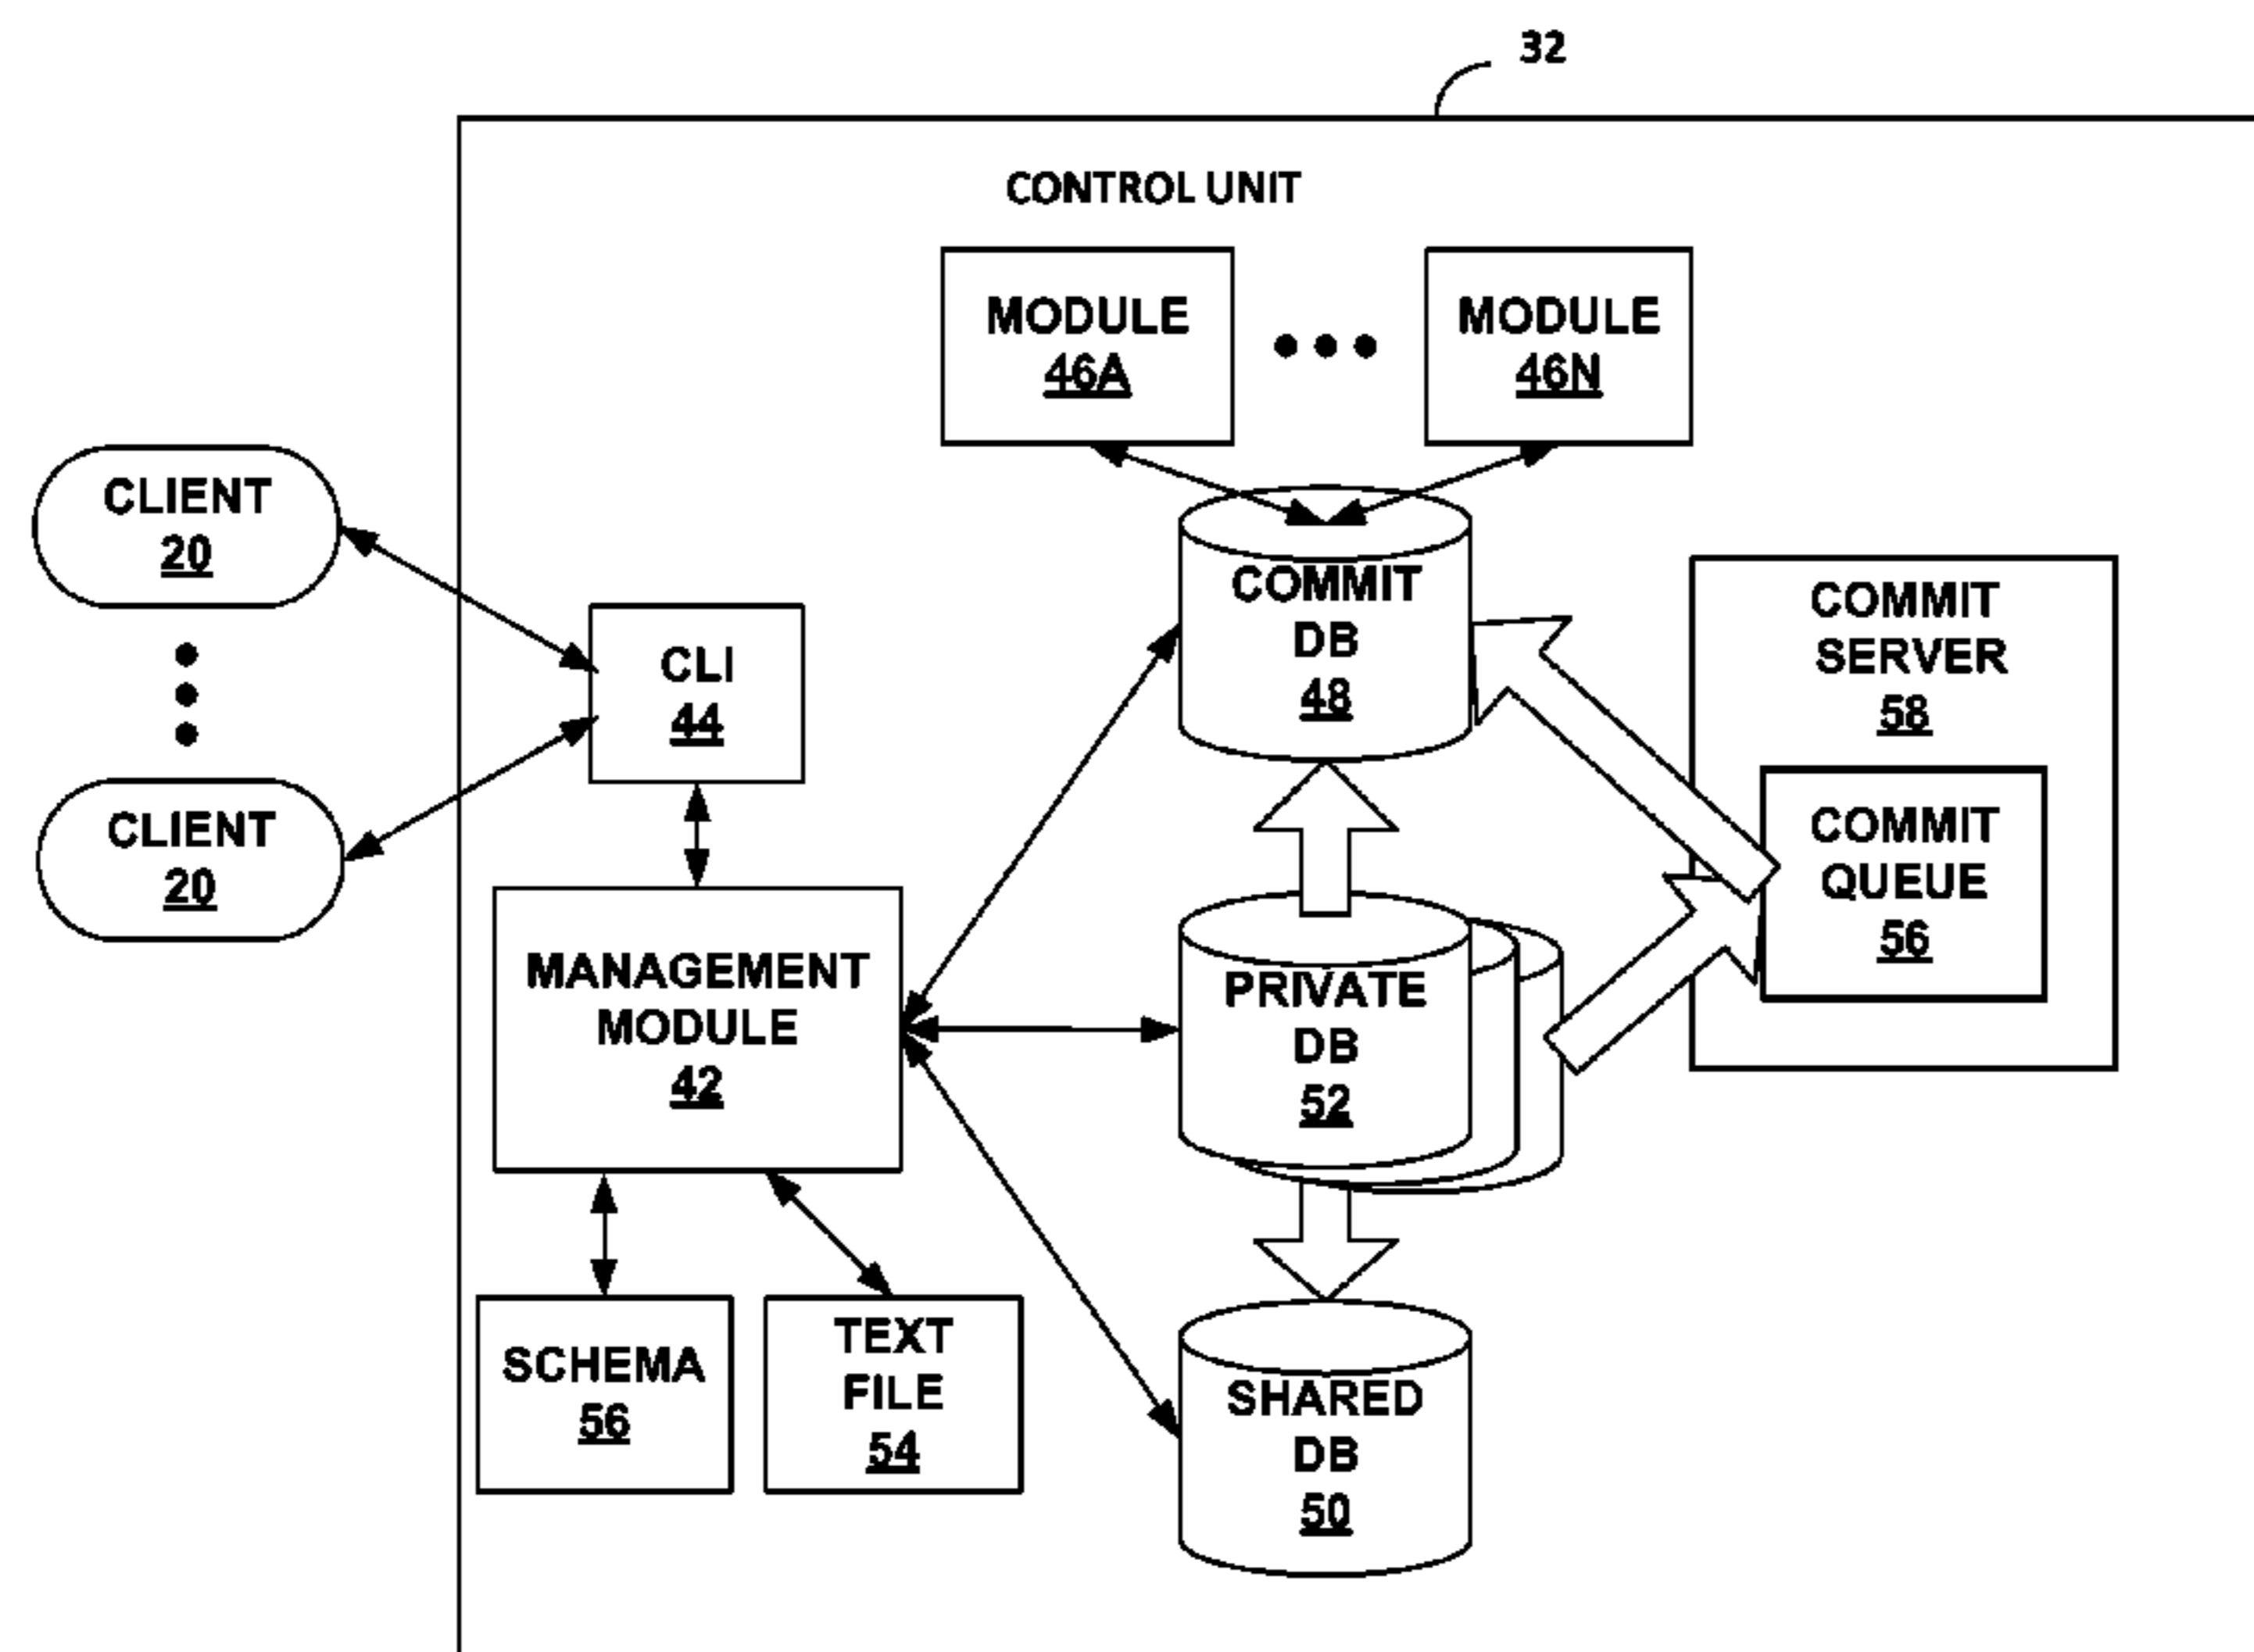 32
CONTROL UNIT
MODULE
46A
MODULE
46N
CLIENT
20
CLI
44
CLIENT
20
COMMIT
DB
48
COMMIT
SERVER
58
COMMIT
QUEUE
56
MANAGEMENT
MODULE
42
PRIVATE
DB
52
SCHEMA
56
TEXT
FILE
54
SHARED
DB
50